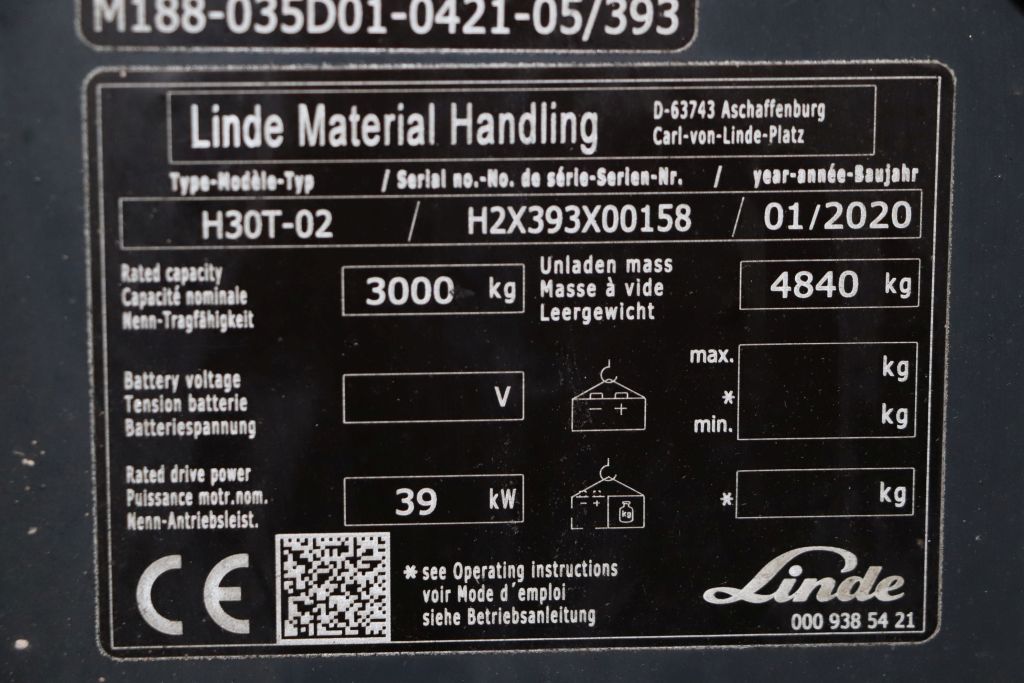 M188-035D01-0421-05/393
Linde Material Handling
D-63743 Aschaffenburg
Carl-von-Linde-Platz
Type-Modèle-Typ / Serial no.-No. de série-Serien-Nr. / year-année-Baujahr
H30T-02 / H2X393X00158 / 01/2020
Rated capacity
Capacité nominale
Nenn-Tragfähigkeit
3000 kg
Unladen mass
Masse à vide
Leergewicht
4840 kg
Battery voltage
Tension batterie
Batteriespannung
V
- +
max.
*
min.
kg
kg
Rated drive power
Puissance motr.nom.
Nenn-Antriebsleist.
39 kW
- +
kg
*
kg
CE
* see Operating instructions
voir Mode d´emploi
siehe Betriebsanleitung
Linde
000 938 54 21